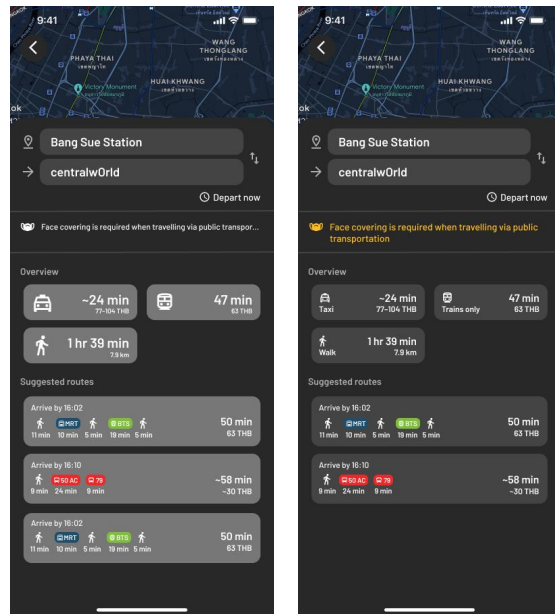 9:41
WANG
THONGLANG
PHAYA THAI
HUAI KHWANG
Victory Monument
ok
Bang Sue Station
centralwOrld
Depart now
Face covering is required when travelling via public transpor...
Overview
~24 min
77-104 THB
47 min
63 THB
1 hr 39 min
7.9 km
Suggested routes
Arrive by 16:02
MRT
BTS
50 min
11 min 10 min 5 min 19 min 5 min
63 THB
Arrive by 16:10
50 AC
79
~58 min
9 min 24 min 9 min
~30 THB
Arrive by 16:02
MRT
BTS
50 min
11 min 10 min 5 min 19 min 5 min
63 THB
9:41
WANG
THONGLANG
PHAYA THAI
HUAI KHWANG
Victory Monument
ok
Bang Sue Station
centralwOrld
Depart now
Face covering is required when travelling via public
transportation
Overview
~24 min
Taxi
77-104 THB
47 min
Trains only
63 THB
1 hr 39 min
Walk
7.9 km
Suggested routes
Arrive by 16:02
MRT
BTS
50 min
11 min 10 min 5 min 19 min 5 min
63 THB
Arrive by 16:10
50 AC
79
~58 min
9 min 24 min 9 min
~30 THB